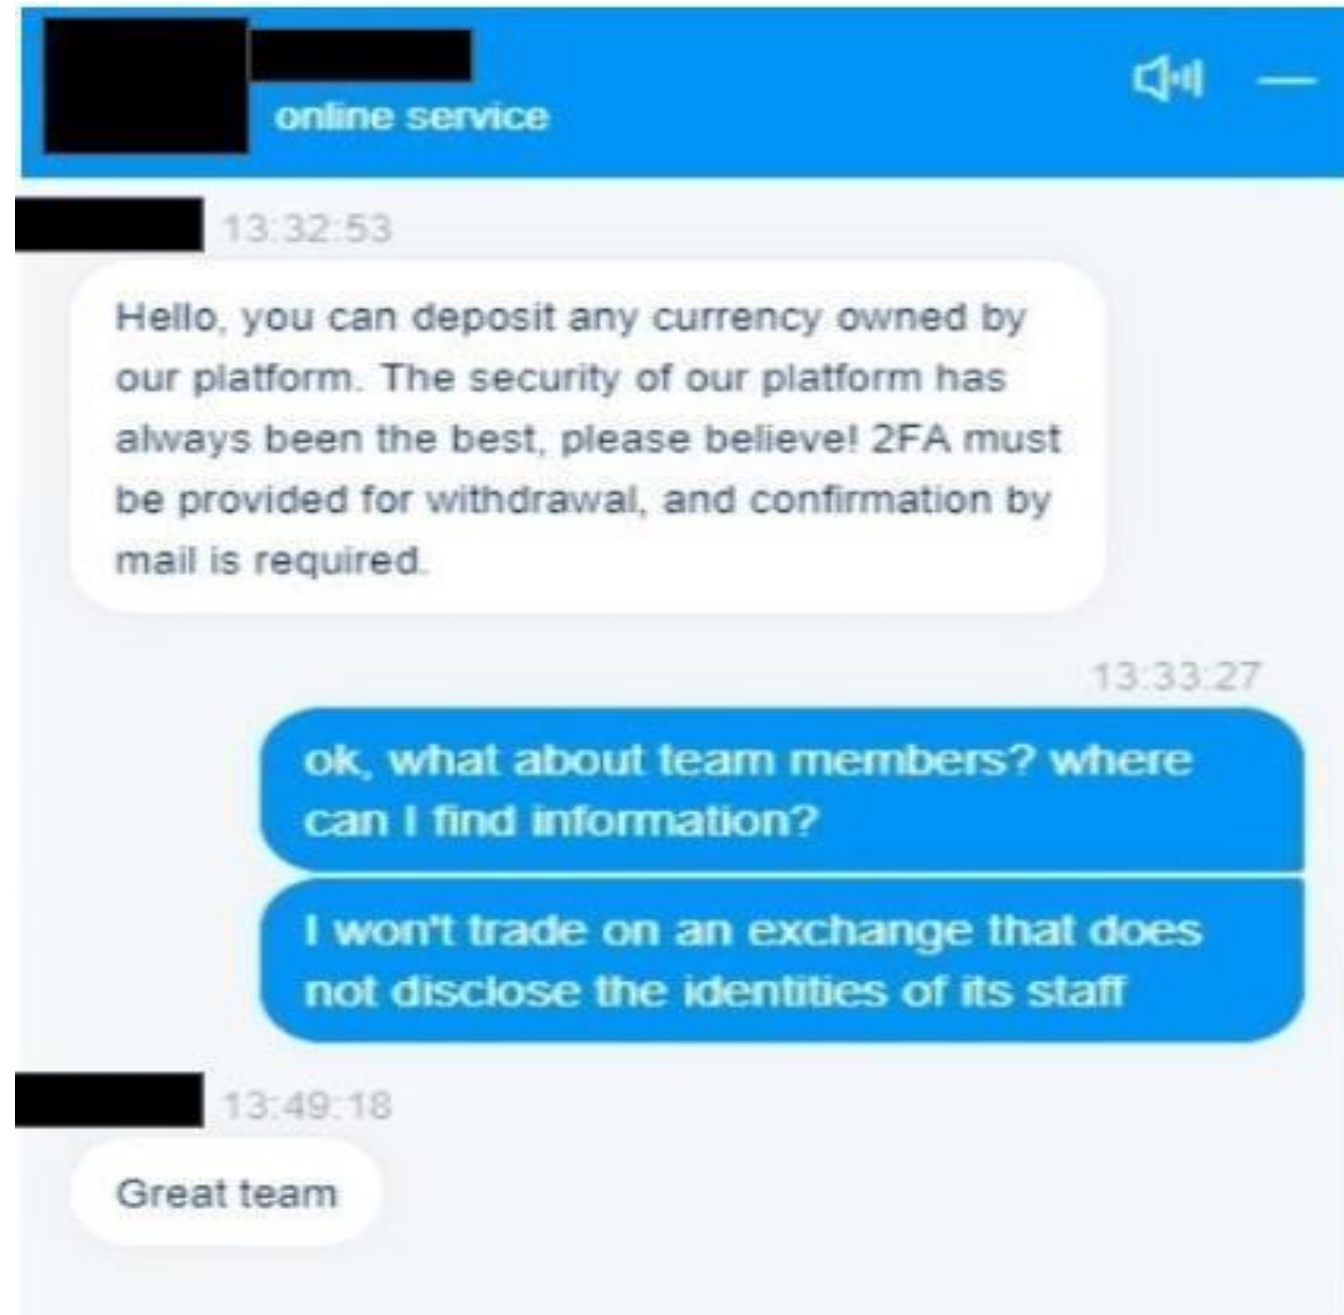 online service
13:32:53
Hello, you can deposit any currency owned by
our platform. The security of our platform has
always been the best, please believe! 2FA must
be provided for withdrawal, and confirmation by
mail is required.
13:33:27
ok, what about team members? where
can I find information?
I won't trade on an exchange that does
not disclose the identities of its staff
13:49:18
Great team